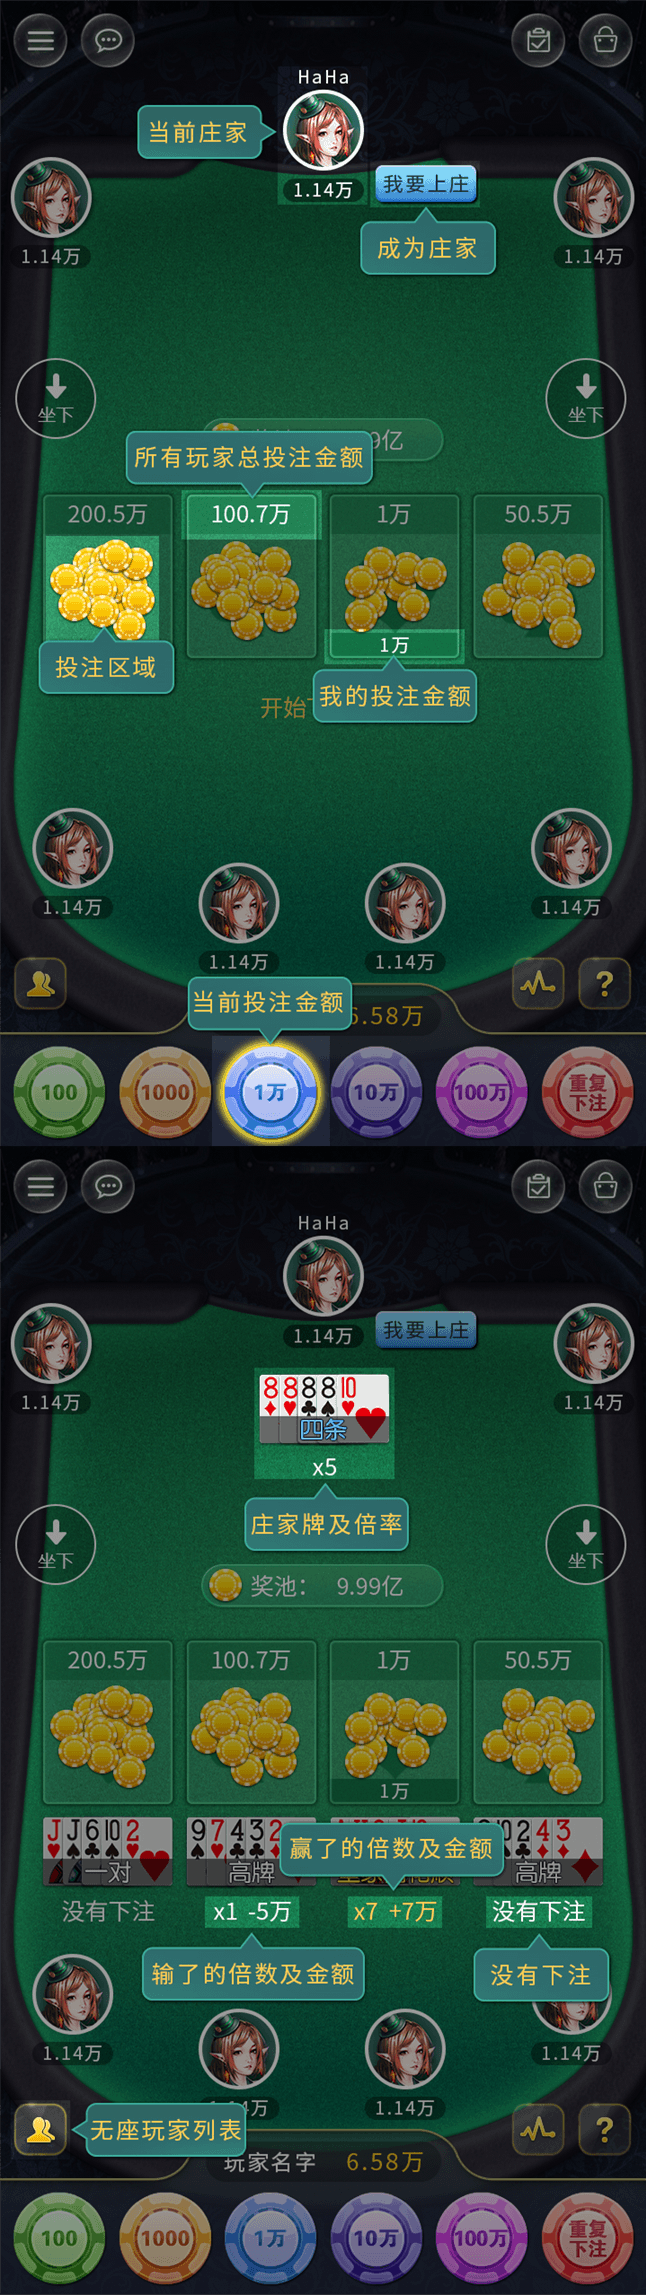 HaHa
当前庄家
1.14万
我要上庄
成为庄家
1.14万
1.14万
坐下
坐下
9亿
所有玩家总投注金额
200.5万
100.7万
1万
50.5万
1万
投注区域
我的投注金额
开始
1.14万
1.14万
1.14万
1.14万
当前投注金额
6.58万
?
100
1000
1万
10万
100万
重复
下注
HaHa
1.14万
我要上庄
1.14万
1.14万
8 8 8 8 10
四条
x5
庄家牌及倍率
坐下
坐下
奖池： 9.99亿
200.5万
100.7万
1万
50.5万
1万
J J 6 10 2
9 7 4 3 2
10 2 4 3
赢了的倍数及金额
一对
高牌
高牌
没有下注
x1 -5万
x7 +7万
没有下注
输了的倍数及金额
没有下注
1.14万
1.14万
4万
1.14万
无座玩家列表
?
玩家名字 6.58万
100
1000
1万
10万
100万
重复
下注